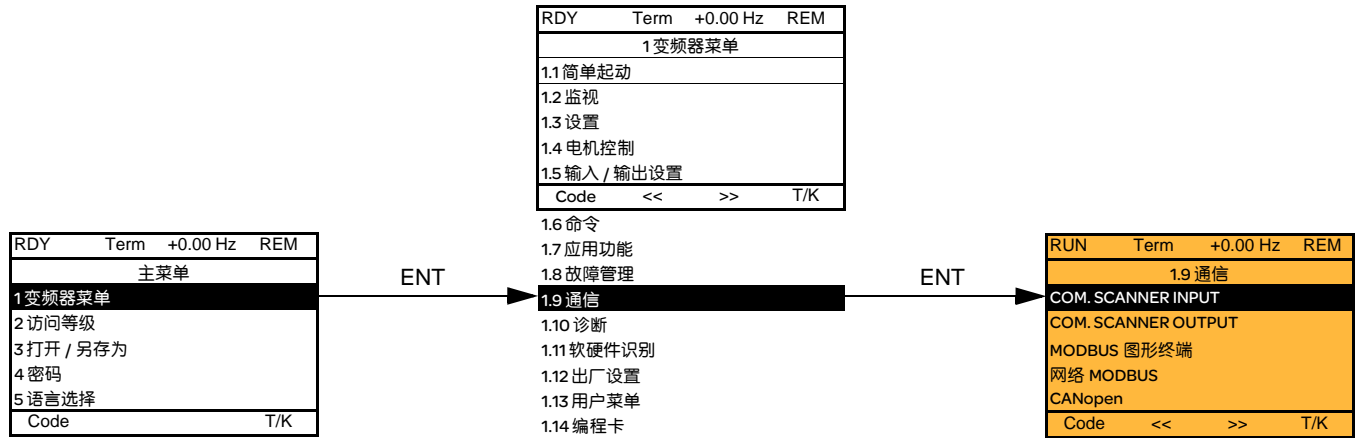 RDY Term +0.00 Hz REM
主菜单
1 变频器菜单
2 访问等级
3 打开 / 另存为
4 密码
5 语言选择
Code T/K
ENT
RDY Term +0.00 Hz REM
1 变频器菜单
1.1 简单起动
1.2 监视
1.3 设置
1.4 电机控制
1.5 输入 / 输出设置
Code << >> T/K
1.6 命令
1.7 应用功能
1.8 故障管理
1.9 通信
1.10 诊断
1.11 软硬件识别
1.12 出厂设置
1.13 用户菜单
1.14 编程卡
ENT
RUN Term +0.00 Hz REM
1.9 通信
COM. SCANNER INPUT
COM. SCANNER OUTPUT
MODBUS 图形终端
网络 MODBUS
CANopen
Code << >> T/K